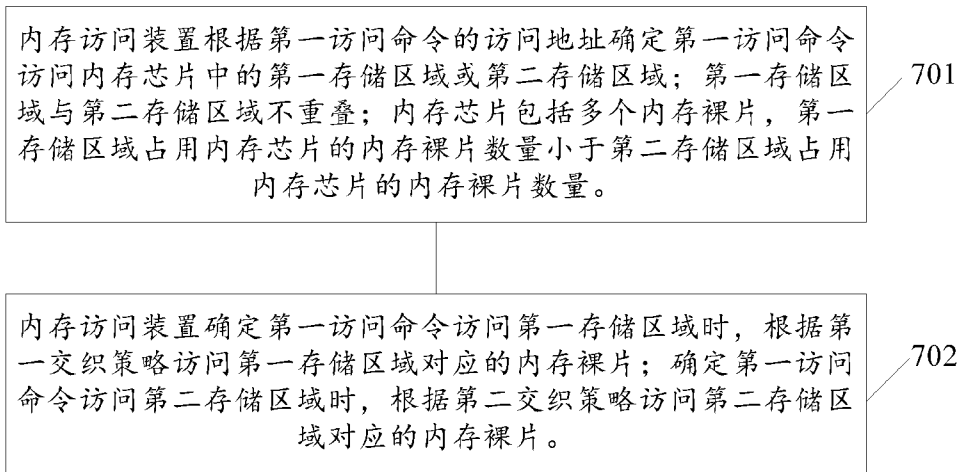 内存访问装置根据第一访问命令的访问地址确定第一访问命令
访问内存芯片中的第一存储区域或第二存储区域；第一存储区
域与第二存储区域不重叠；内存芯片包括多个内存裸片，第一
存储区域占用内存芯片的内存裸片数量小于第二存储区域占用
内存芯片的内存裸片数量。
701
内存访问装置确定第一访问命令访问第一存储区域时，根据第
一交织策略访问第一存储区域对应的内存裸片；确定第一访问
命令访问第二存储区域时，根据第二交织策略访问第二存储区
域对应的内存裸片。
702